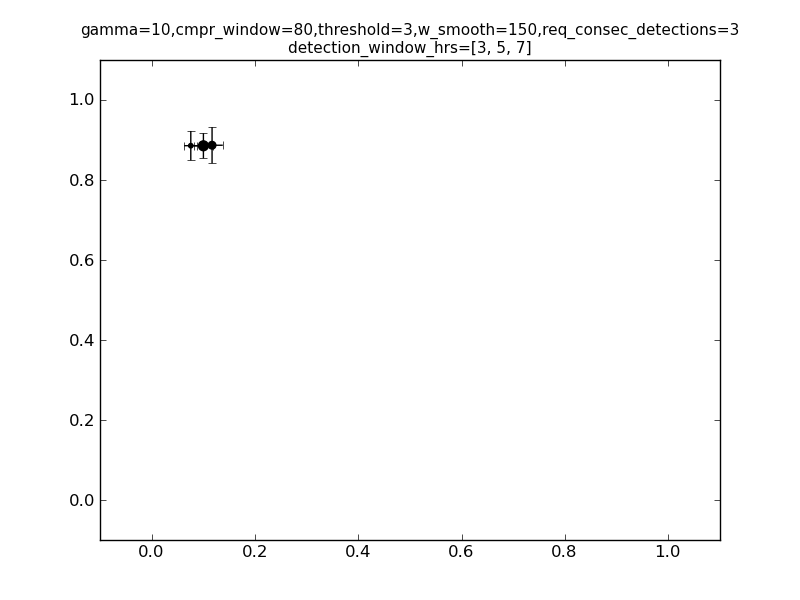 gamma=10,cmpr_window=80,threshold=3,w_smooth=150,req_consec_detections=3
detection_window_hrs=[3, 5, 7]
1.0
0.8
0.6
0.4
0.2
0.0
0.0 0.2 0.4 0.6 0.8 1.0